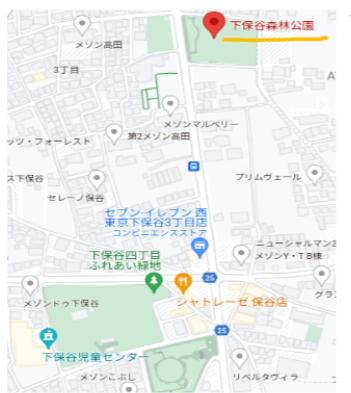 下保谷森林公園
メゾン高田
3丁目
メゾンマルベリー
第2メゾン高田
ッツ・フォーレスト
プリムヴェール
ス下保谷
セレーノ保谷
セブン-イレブン 西
東京下保谷3丁目店
コンビニエンスストア
ニューシャルマン2
メゾンY・TB棟
下保谷四丁目
ふれあい緑地
25
グラ
シャトレーゼ 保谷店
メゾンドゥ下保谷
25
下保谷児童センター
メゾンこぶし
リベルタヴィラ